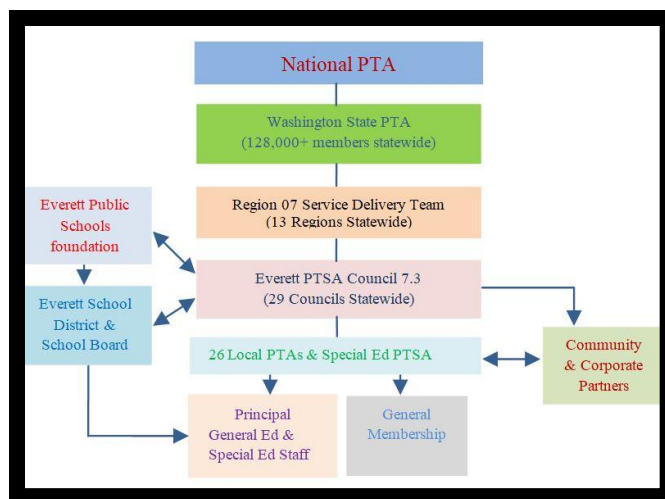 National PTA
Washington State PTA
(128,000+ members statewide)
Region 07 Service Delivery Team
(13 Regions Statewide)
Everett Public
Schools
foundation
Everett PTSA Council 7.3
(29 Councils Statewide)
Everett School
District &
School Board
26 Local PTAs & Special Ed PTSA
Community
& Corporate
Partners
Principal
General Ed &
Special Ed Staff
General
Membership